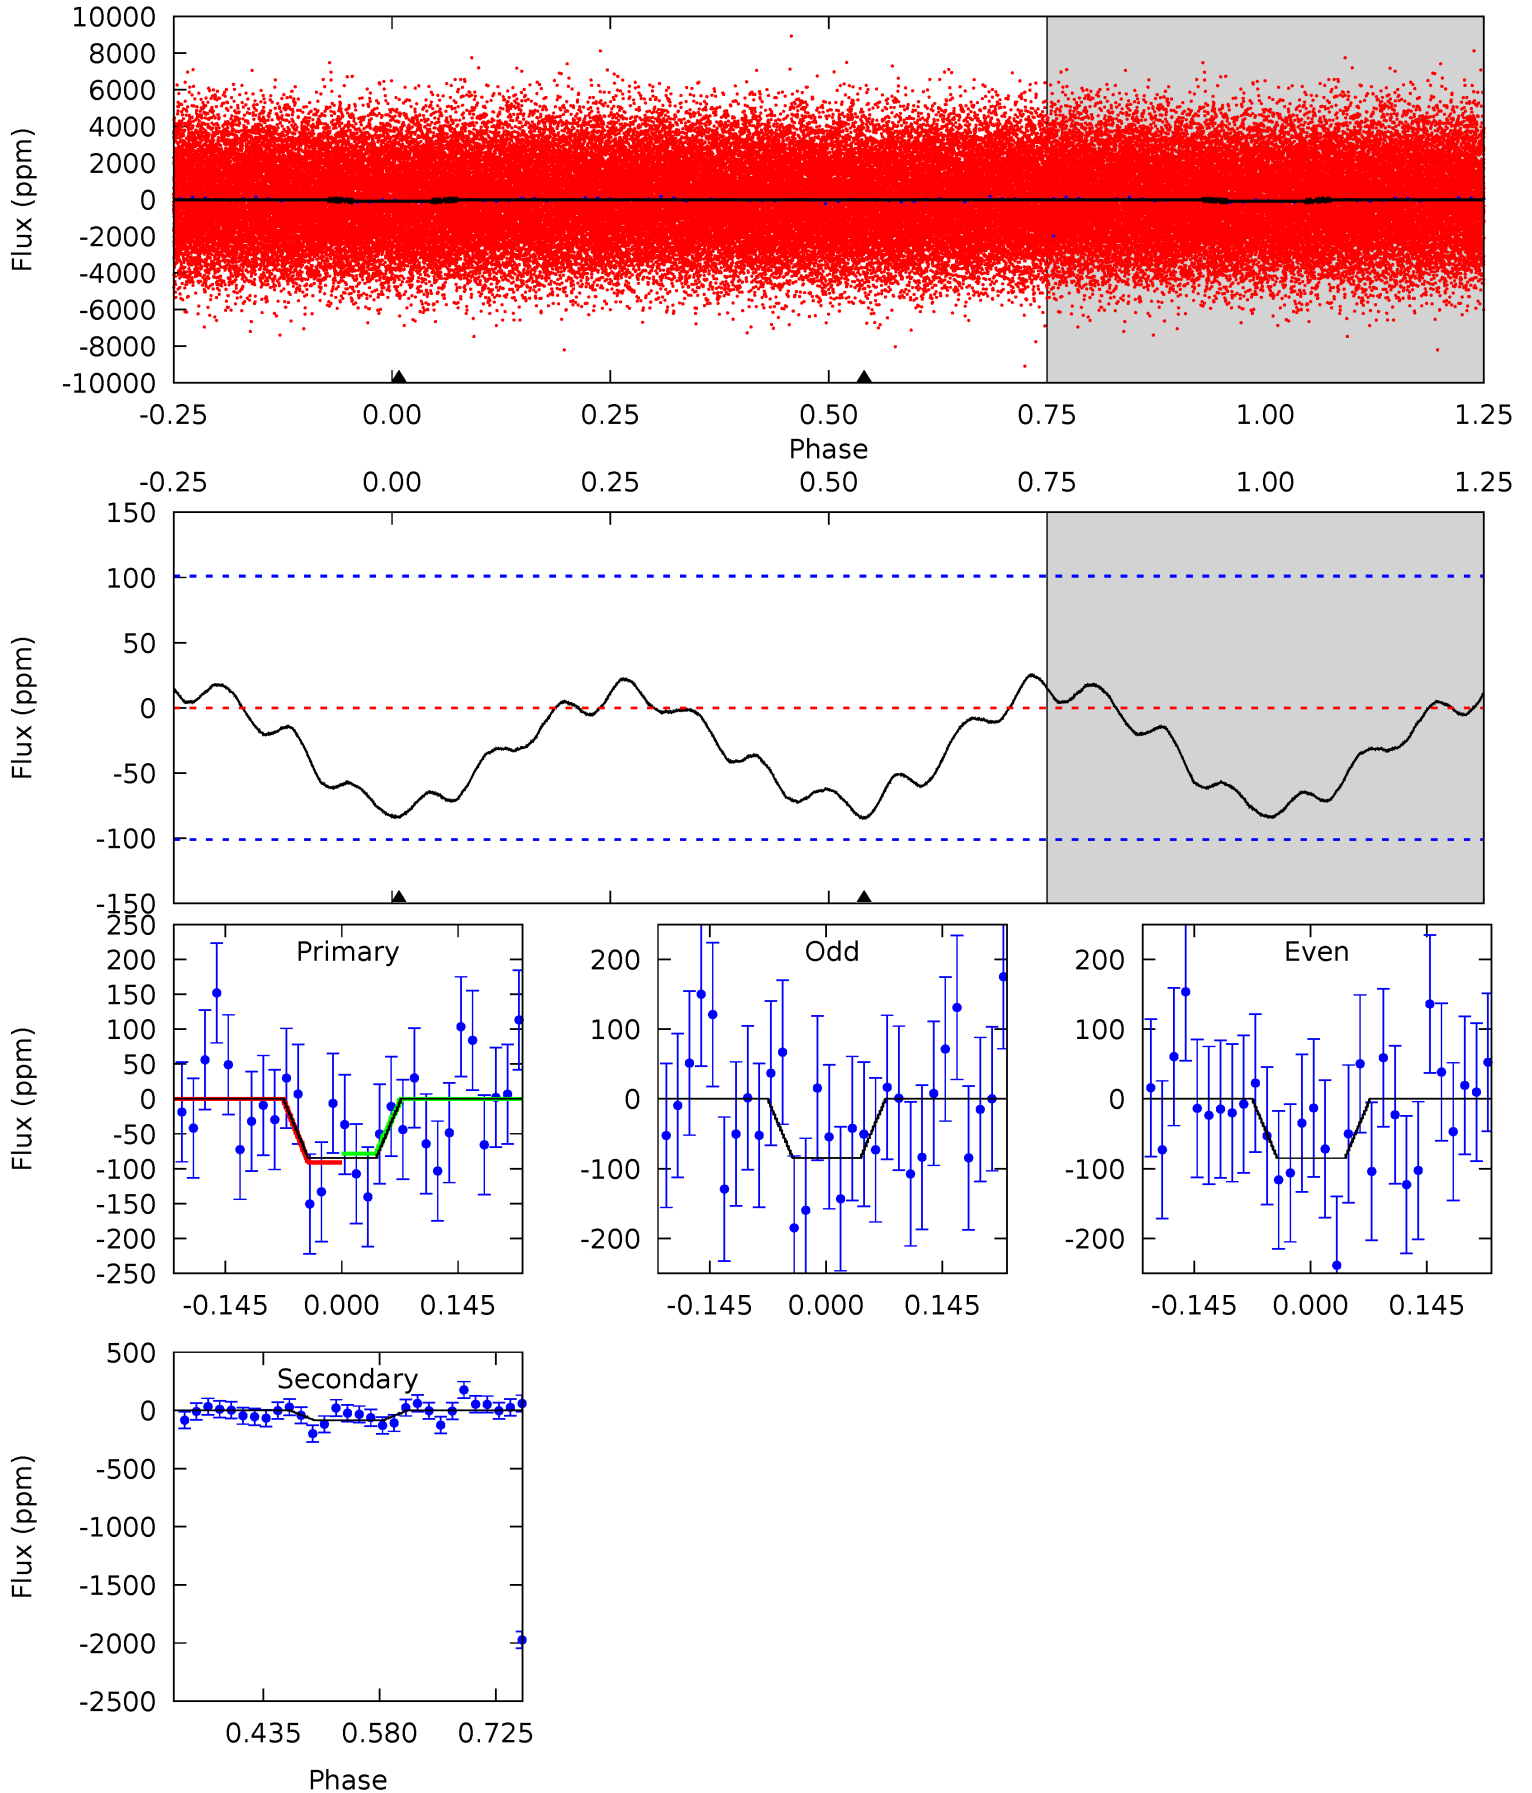 10000
8000
6000
4000
2000
0
-2000
-4000
-6000
-8000
-10000
Flux (ppm)
-0.25 0.00 0.25 0.50 0.75 1.00 1.25
Phase
-0.25 0.00 0.25 0.50 0.75 1.00 1.25
150
100
50
0
-50
-100
-150
Flux (ppm)
250
200
150
100
50
0
-50
-100
-150
-200
-250
Flux (ppm)
Primary
-0.145 0.000 0.145
200
100
0
-100
-200
Odd
-0.145 0.000 0.145
200
100
0
-100
-200
Even
-0.145 0.000 0.145
500
0
-500
-1000
-1500
-2000
-2500
Flux (ppm)
Secondary
0.435 0.580 0.725
Phase